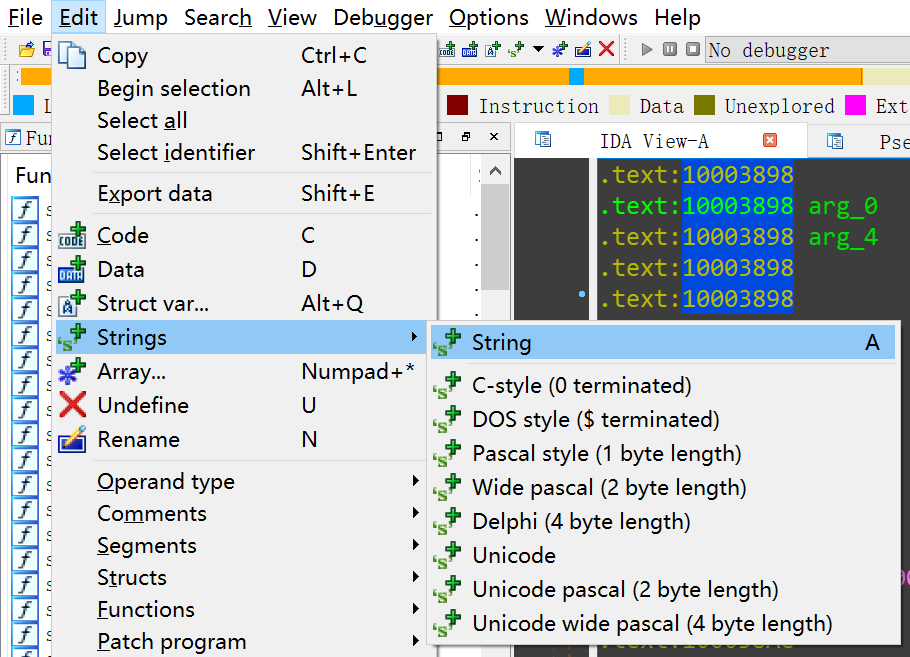 File Edit Jump Search View Debugger Options Windows Help
No debugger
Instruction Data Unexplored Ext
Fun
IDA View-A Pse
Fun
Copy Ctrl+C
Begin selection Alt+L
Select all
Select identifier Shift+Enter
Export data Shift+E
Code C
Data D
Struct var... Alt+Q
Strings
Array... Numpad+*
Undefine U
Rename N
Operand type
Comments
Segments
Structs
Functions
Patch program
.text:10003898
.text:10003898 arg_0
.text:10003898 arg_4
.text:10003898
.text:10003898
String A
C-style (0 terminated)
DOS style ($ terminated)
Pascal style (1 byte length)
Wide pascal (2 byte length)
Delphi (4 byte length)
Unicode
Unicode pascal (2 byte length)
Unicode wide pascal (4 byte length)